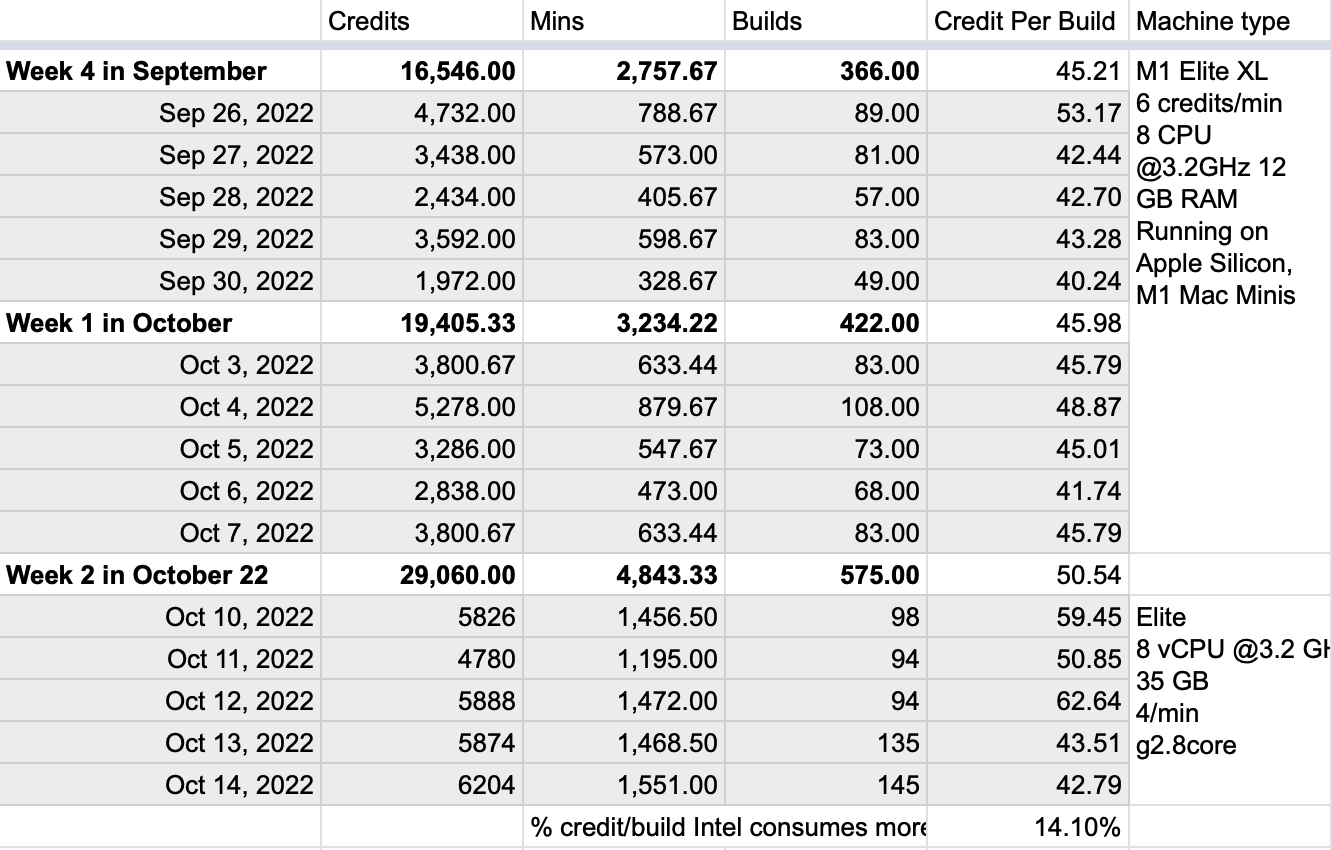 Credits Mins Builds Credit Per Build Machine type
Week 4 in September 16,546.00 2,757.67 366.00 45.21 M1 Elite XL
Sep 26, 2022 4,732.00 788.67 89.00 53.17 6 credits/min
8 CPU
Sep 27, 2022 3,438.00 573.00 81.00 42.44 @3.2GHz 12
Sep 28, 2022 2,434.00 405.67 57.00 42.70 GB RAM
Sep 29, 2022 3,592.00 598.67 83.00 43.28 Running on
Apple Silicon,
Sep 30, 2022 1,972.00 328.67 49.00 40.24 M1 Mac Minis
Week 1 in October 19,405.33 3,234.22 422.00 45.98
Oct 3, 2022 3,800.67 633.44 83.00 45.79
Oct 4, 2022 5,278.00 879.67 108.00 48.87
Oct 5, 2022 3,286.00 547.67 73.00 45.01
Oct 6, 2022 2,838.00 473.00 68.00 41.74
Oct 7, 2022 3,800.67 633.44 83.00 45.79
Week 2 in October 22 29,060.00 4,843.33 575.00 50.54
Oct 10, 2022 5826 1,456.50 98 59.45 Elite
Oct 11, 2022 4780 1,195.00 94 50.85 8 vCPU @3.2 GH
35 GB
Oct 12, 2022 5888 1,472.00 94 62.64 4/min
Oct 13, 2022 5874 1,468.50 135 43.51 g2.8core
Oct 14, 2022 6204 1,551.00 145 42.79
% credit/build Intel consumes more 14.10%